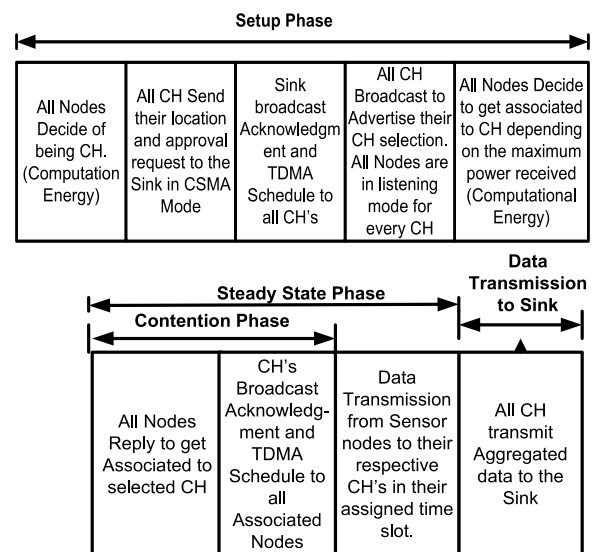 Setup Phase
All Nodes
Decide of
being CH.
(Computation
Energy)
All CH Send
their location
and approval
request to the
Sink in CSMA
Mode
Sink
broadcast
Acknowledgm
ent and
TDMA
Schedule to
all CH's
All CH
Broadcast to
Advertise their
CH selection.
All Nodes are
in listening
mode for
every CH
All Nodes Decide
to get associated
to CH depending
on the maximum
power received
(Computational
Energy)
Steady State Phase
Data
Transmission
to Sink
Contention Phase
All Nodes
Reply to get
Associated to
selected CH
CH's
Broadcast
Acknowledg-
ment and
TDMA
Schedule to
all
Associated
Nodes
Data
Transmission
from Sensor
nodes to their
respective
CH's in their
assigned time
slot.
All CH
transmit
Aggregated
data to the
Sink